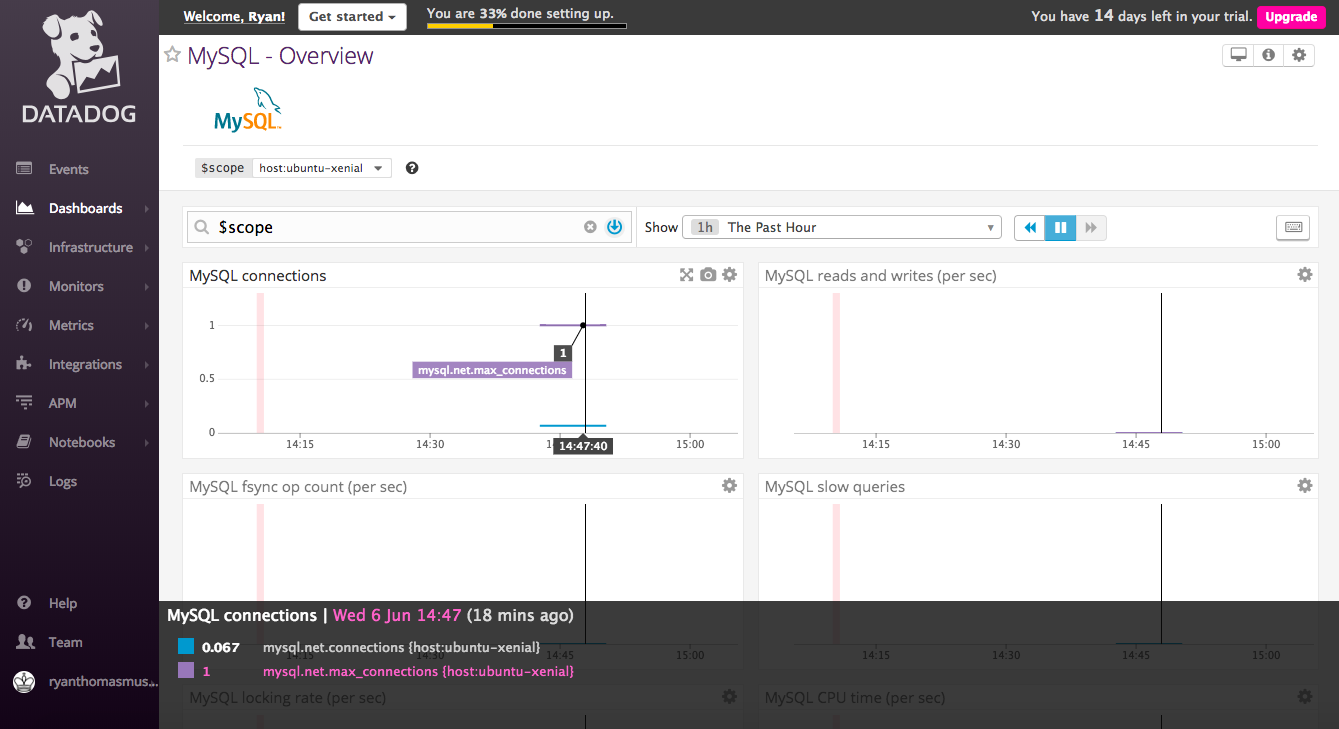 Welcome, Ryan!
Get started
You are 33% done setting up.
You have 14 days left in your trial.
Upgrade
DATADOG
Events
Dashboards
Infrastructure
Monitors
Metrics
Integrations
APM
Notebooks
Logs
Help
Team
ryanthomasmus...
MySQL - Overview
MySQL™
$scope
host:ubuntu-xenial
$scope
Show
1h The Past Hour
MySQL connections
1
0.5
0
1
mysql.net.max_connections
14:15
14:30
14:47:40
15:00
MySQL reads and writes (per sec)
14:15
14:30
14:45
15:00
MySQL fsync op count (per sec)
14:15
14:45
15:00
MySQL slow queries
14:15
14:30
14:45
15:00
MySQL connections | Wed 6 Jun 14:47 (18 mins ago)
0.067 mysql.net.connections {host:ubuntu-xenial}
1 mysql.net.max_connections {host:ubuntu-xenial}
MySQL locking rate (per sec)
MySQL CPU time (per sec)